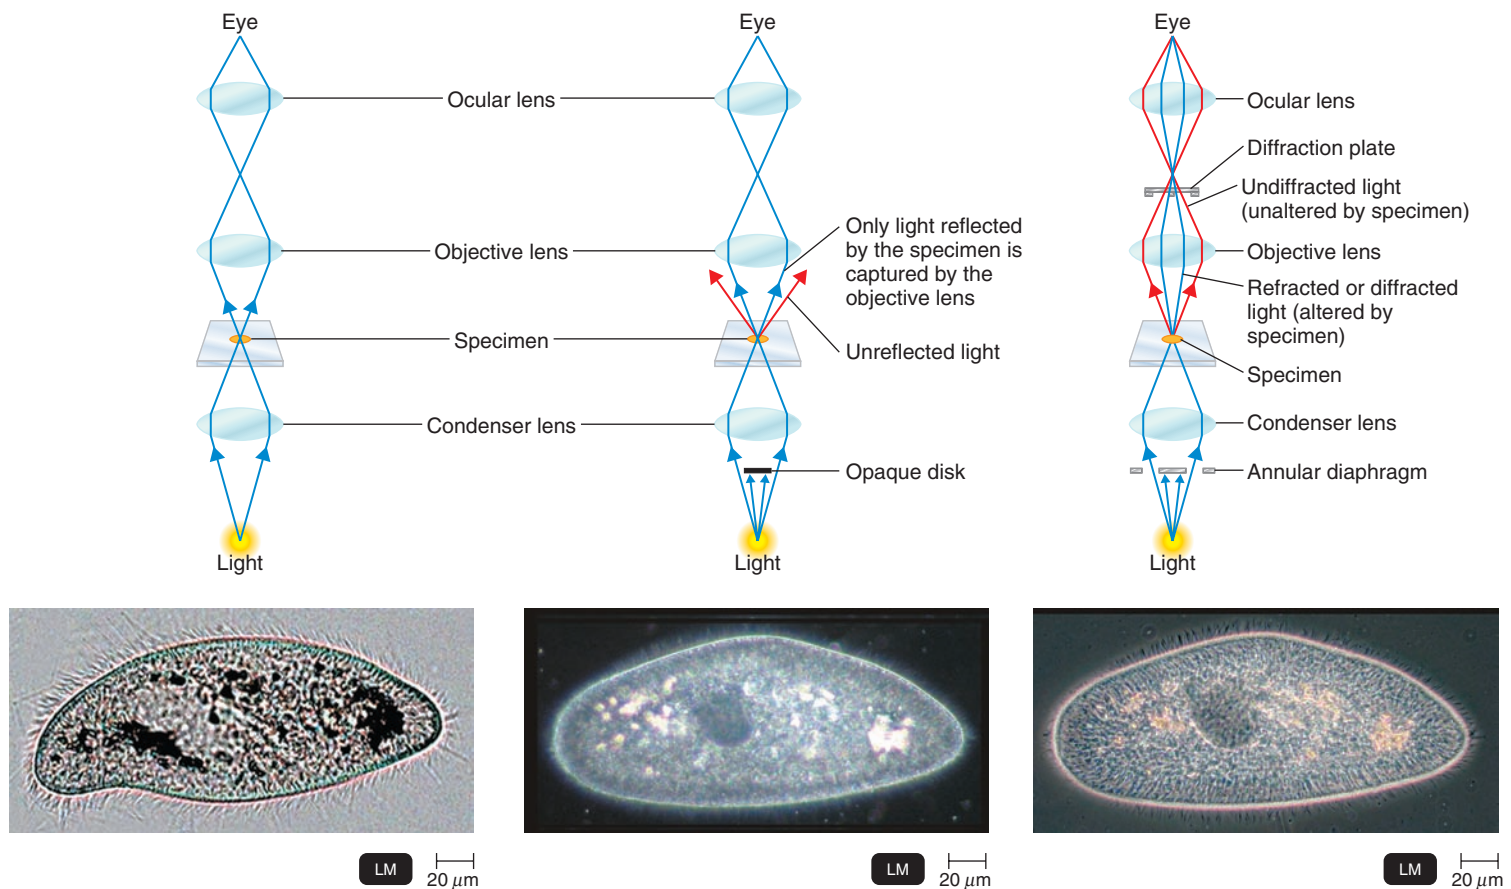 Eye
Ocular lens
Objective lens
Specimen
Condenser lens
Light
Eye
Only light reflected
by the specimen is
captured by the
objective lens
Unreflected light
Opaque disk
Light
Eye
Ocular lens
Diffraction plate
Undiffracted light
(unaltered by specimen)
Objective lens
Refracted or diffracted
light (altered by
specimen)
Specimen
Condenser lens
Annular diaphragm
Light
LM
20 μm
LM
20 μm
LM
20 μm